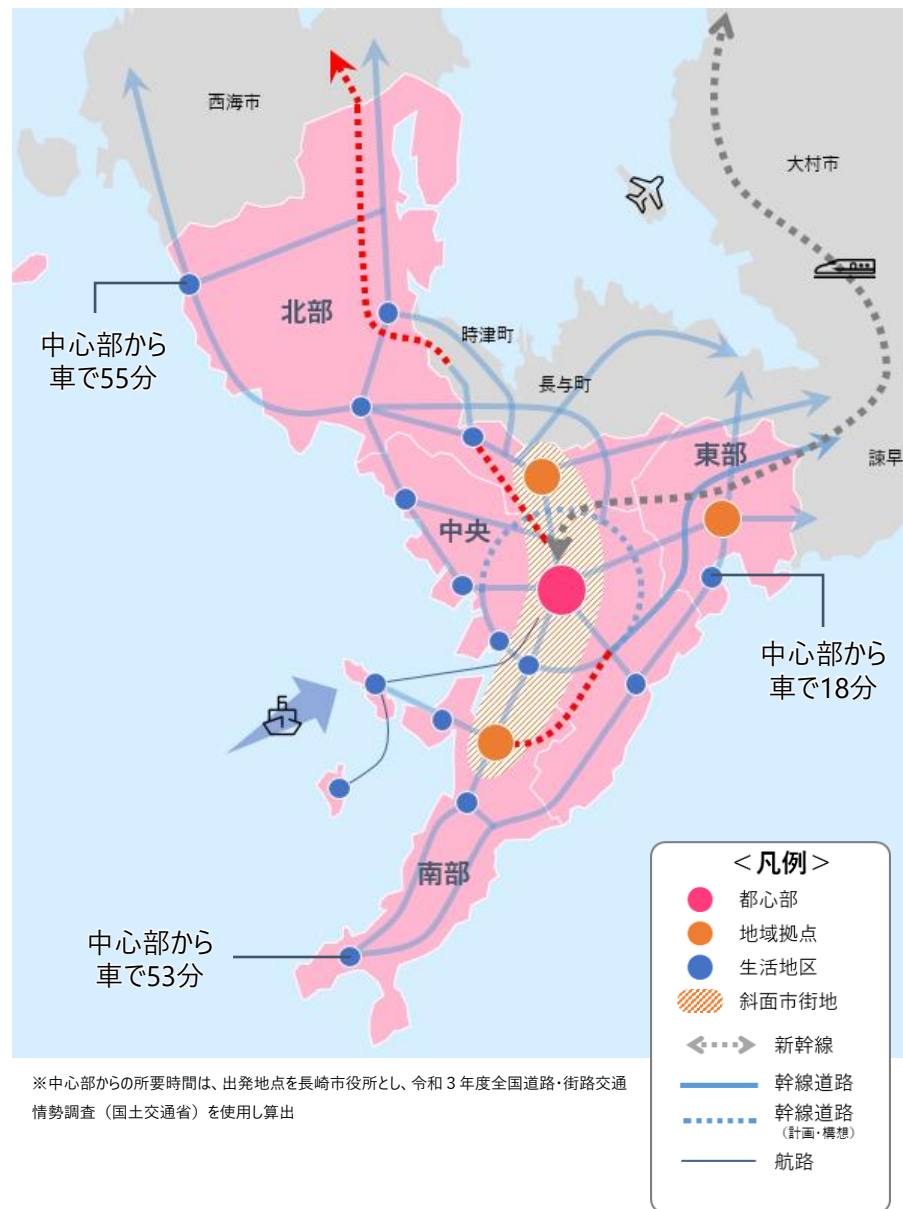 西海市
大村市
北部
時津町
中心部から
車で55分
長与町
東部
諫早
中央
中心部から
車で18分
南部
中心部から
車で53分
＜凡例＞
都心部
地域拠点
生活地区
斜面市街地
新幹線
幹線道路
幹線道路
（計画・構想）
航路
※中心部からの所要時間は、出発地点を長崎市役所とし、令和３年度全国道路・街路交通
情勢調査（国土交通省）を使用し算出